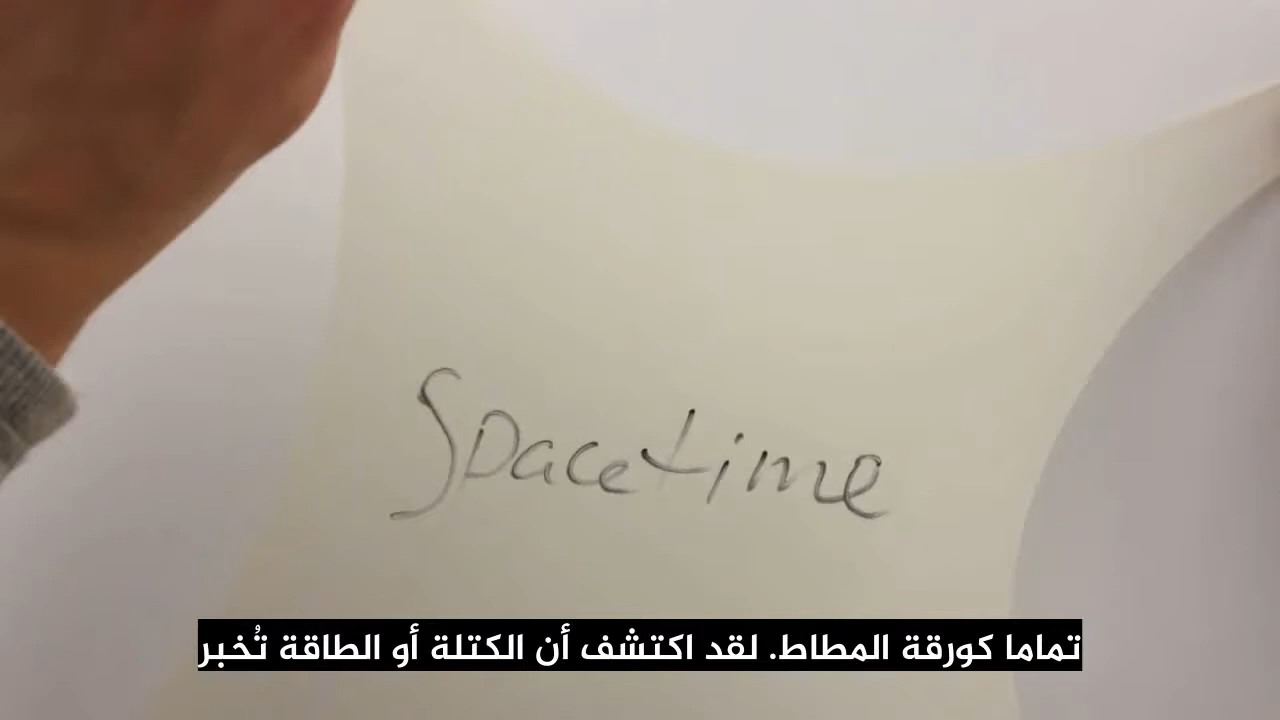 Spacetime
تماما كورقة المطاط. لقد اكتشف أن الكتلة أو الطاقة تُخبر